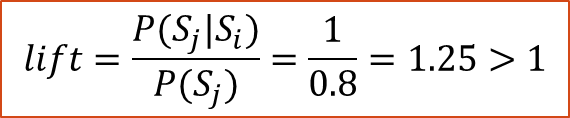 lift = P(S_j|S_i) / P(S_j) = 1 / 0.8 = 1.25 > 1